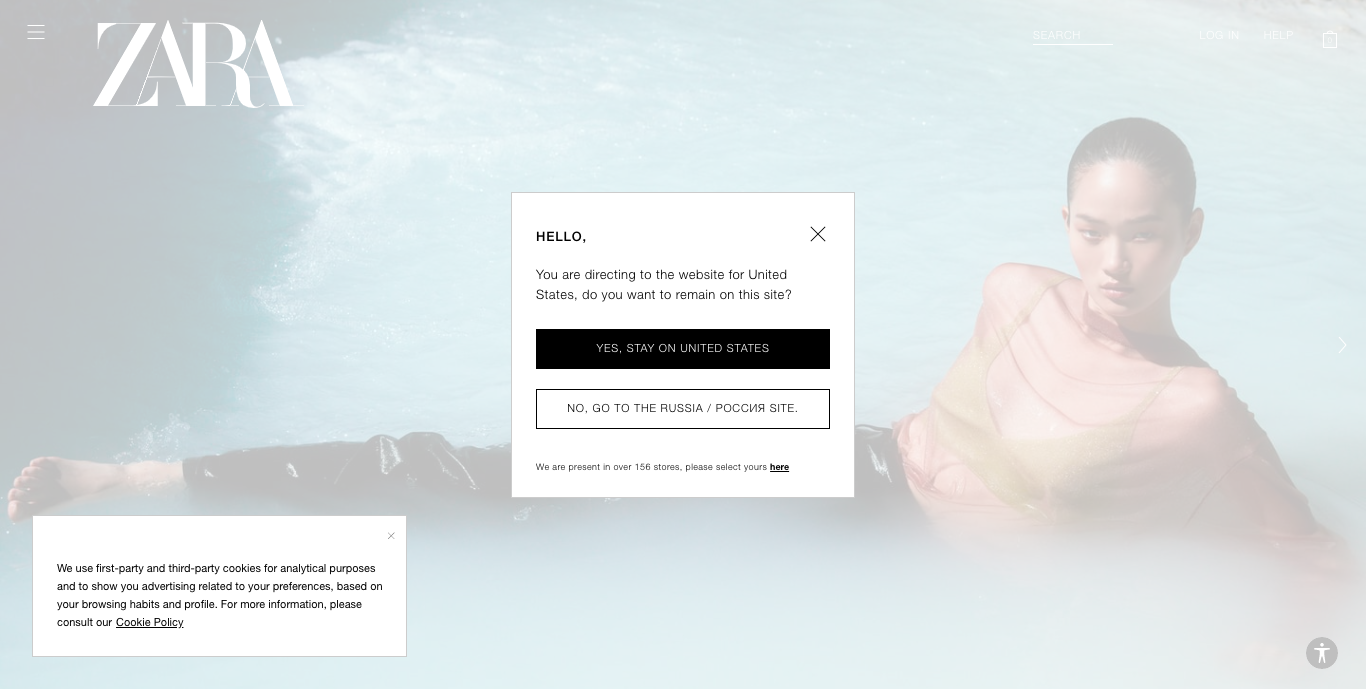 ZARA
SEARCH
LOG IN
HELP
HELLO,
You are directing to the website for United
States, do you want to remain on this site?
YES, STAY ON UNITED STATES
NO, GO TO THE RUSSIA / РОССИЯ SITE.
We are present in over 156 stores, please select yours here
We use first-party and third-party cookies for analytical purposes
and to show you advertising related to your preferences, based on
your browsing habits and profile. For more information, please
consult our Cookie Policy